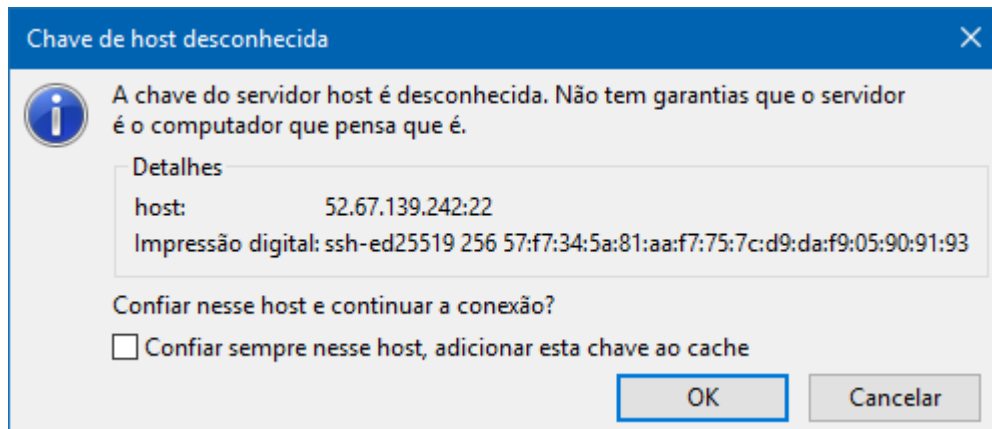 Chave de host desconhecida
A chave do servidor host é desconhecida. Não tem garantias que o servidor
é o computador que pensa que é.
Detalhes
host: 52.67.139.242:22
Impressão digital: ssh-ed25519 256 57:f7:34:5a:81:aa:f7:75:7c:d9:da:f9:05:90:91:93
Confiar nesse host e continuar a conexão?
Confiar sempre nesse host, adicionar esta chave ao cache
OK Cancelar